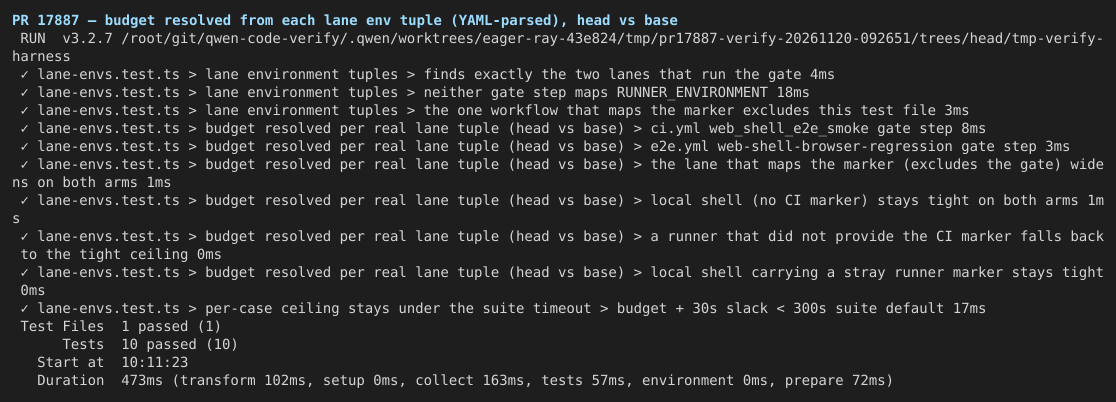 PR 17887 — budget resolved from each lane env tuple (YAML-parsed), head vs base
RUN  v3.2.7 /root/git/qwen-code-verify/.qwen/worktrees/eager-ray-43e824/tmp/pr17887-verify-20261120-092651/trees/head/tmp-verify-
harness
✓ lane-envs.test.ts > lane environment tuples > finds exactly the two lanes that run the gate 4ms
✓ lane-envs.test.ts > lane environment tuples > neither gate step maps RUNNER_ENVIRONMENT 18ms
✓ lane-envs.test.ts > lane environment tuples > the one workflow that maps the marker excludes this test file 3ms
✓ lane-envs.test.ts > budget resolved per real lane tuple (head vs base) > ci.yml web_shell_e2e_smoke gate step 8ms
✓ lane-envs.test.ts > budget resolved per real lane tuple (head vs base) > e2e.yml web-shell-browser-regression gate step 3ms
✓ lane-envs.test.ts > budget resolved per real lane tuple (head vs base) > the lane that maps the marker (excludes the gate) wide
ns on both arms 1ms
✓ lane-envs.test.ts > budget resolved per real lane tuple (head vs base) > local shell (no CI marker) stays tight on both arms 1m
s
✓ lane-envs.test.ts > budget resolved per real lane tuple (head vs base) > a runner that did not provide the CI marker falls back
to the tight ceiling 0ms
✓ lane-envs.test.ts > budget resolved per real lane tuple (head vs base) > local shell carrying a stray runner marker stays tight
0ms
✓ lane-envs.test.ts > per-case ceiling stays under the suite timeout > budget + 30s slack < 300s suite default 17ms
Test Files  1 passed (1)
Tests  10 passed (10)
Start at  10:11:23
Duration  473ms (transform 102ms, setup 0ms, collect 163ms, tests 57ms, environment 0ms, prepare 72ms)